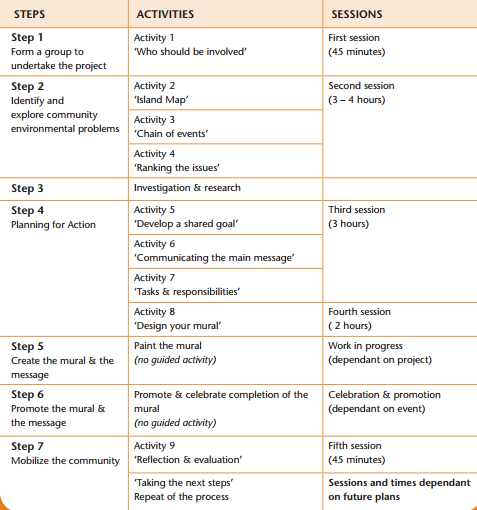 STEPS ACTIVITIES SESSIONS
Step 1
Form a group to
undertake the project
Activity 1
‘Who should be involved’
First session
(45 minutes)
Step 2
Identify and
explore community
environmental problems
Activity 2
‘Island Map’
Second session
(3 – 4 hours)
Activity 3
‘Chain of events’
Activity 4
‘Ranking the issues’
Step 3
Investigation & research
Step 4
Planning for Action
Activity 5
‘Develop a shared goal’
Third session
(3 hours)
Activity 6
‘Communicating the main message’
Activity 7
‘Tasks & responsibilities’
Activity 8
‘Design your mural’
Fourth session
( 2 hours)
Step 5
Create the mural & the
message
Paint the mural
(no guided activity)
Work in progress
(dependant on project)
Step 6
Promote the mural &
the message
Promote & celebrate completion of the
mural
(no guided activity)
Celebration & promotion
(dependant on event)
Step 7
Mobilize the community
Activity 9
‘Reflection & evaluation’
Fifth session
(45 minutes)
‘Taking the next steps’
Repeat of the process
Sessions and times dependant
on future plans